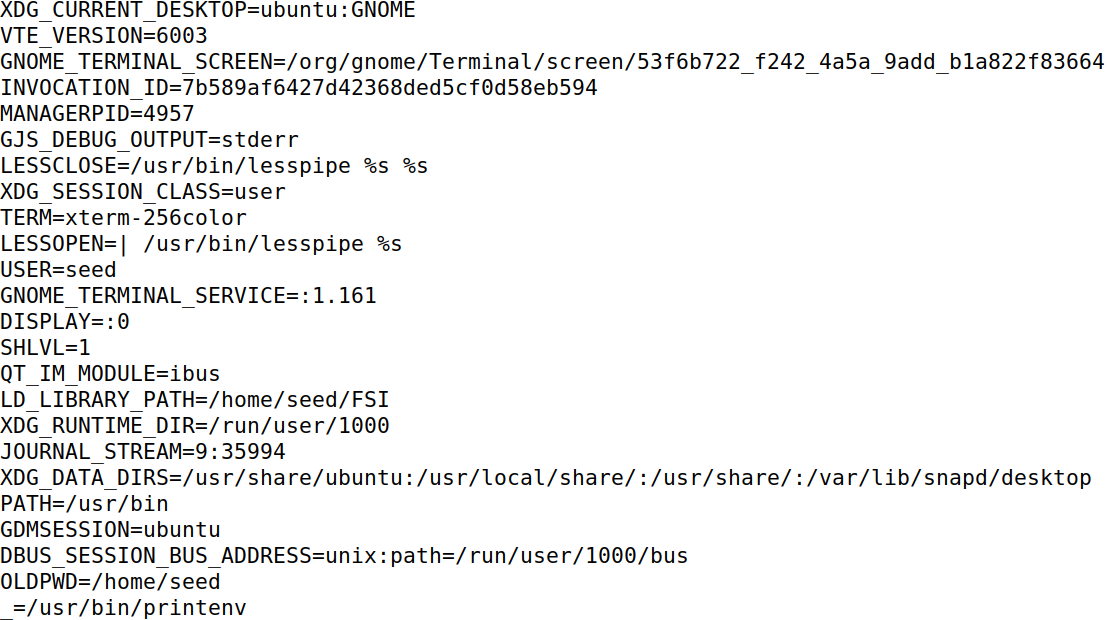 XDG_CURRENT_DESKTOP=ubuntu:GNOME
VTE_VERSION=6003
GNOME_TERMINAL_SCREEN=/org/gnome/Terminal/screen/53f6b722_f242_4a5a_9add_b1a822f83664
INVOCATION_ID=7b589af6427d42368ded5cf0d58eb594
MANAGERPID=4957
GJS_DEBUG_OUTPUT=stderr
LESSCLOSE=/usr/bin/lesspipe %s %s
XDG_SESSION_CLASS=user
TERM=xterm-256color
LESSOPEN=| /usr/bin/lesspipe %s
USER=seed
GNOME_TERMINAL_SERVICE=:1.161
DISPLAY=:0
SHLVL=1
QT_IM_MODULE=ibus
LD_LIBRARY_PATH=/home/seed/FSI
XDG_RUNTIME_DIR=/run/user/1000
JOURNAL_STREAM=9:35994
XDG_DATA_DIRS=/usr/share/ubuntu:/usr/local/share/:/usr/share/:/var/lib/snapd/desktop
PATH=/usr/bin
GDMSESSION=ubuntu
DBUS_SESSION_BUS_ADDRESS=unix:path=/run/user/1000/bus
OLDPWD=/home/seed
_=/usr/bin/printenv